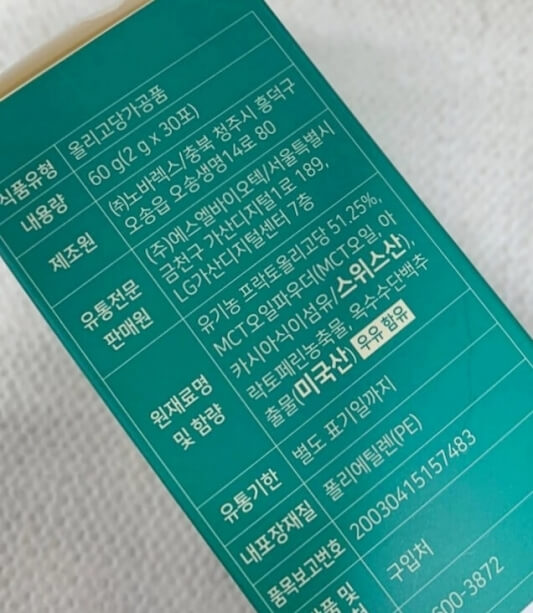 식품유형 올리고당가공품
내용량 60 g(2 g x 30포)
제조원 ㈜노바렉스/충북 청주시 흥덕구
오송읍 오송생명14로 80
유통전문 (주)에스엘바이오텍/서울특별시
판매원 금천구 가산디지털1로 189,
LG가산디지털센터 7층
원재료명 유기농 프락토올리고당 51.25%,
및 함량 MCT오일파우더(MCT오일, 아
카시아식이섬유/스위스산),
락토페린농축물, 옥수수단백추
출물(미국산) 우유 함유
유통기한 별도 표기일까지
내포장재질 폴리에틸렌(PE)
품목보고번호 20030415157483
및 구입처
600-3872